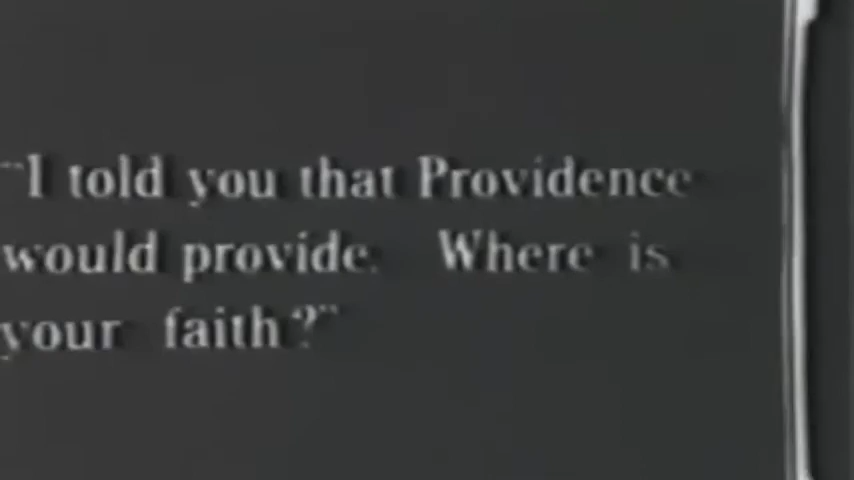 "I told you that Providence
would provide. Where is
your faith?"